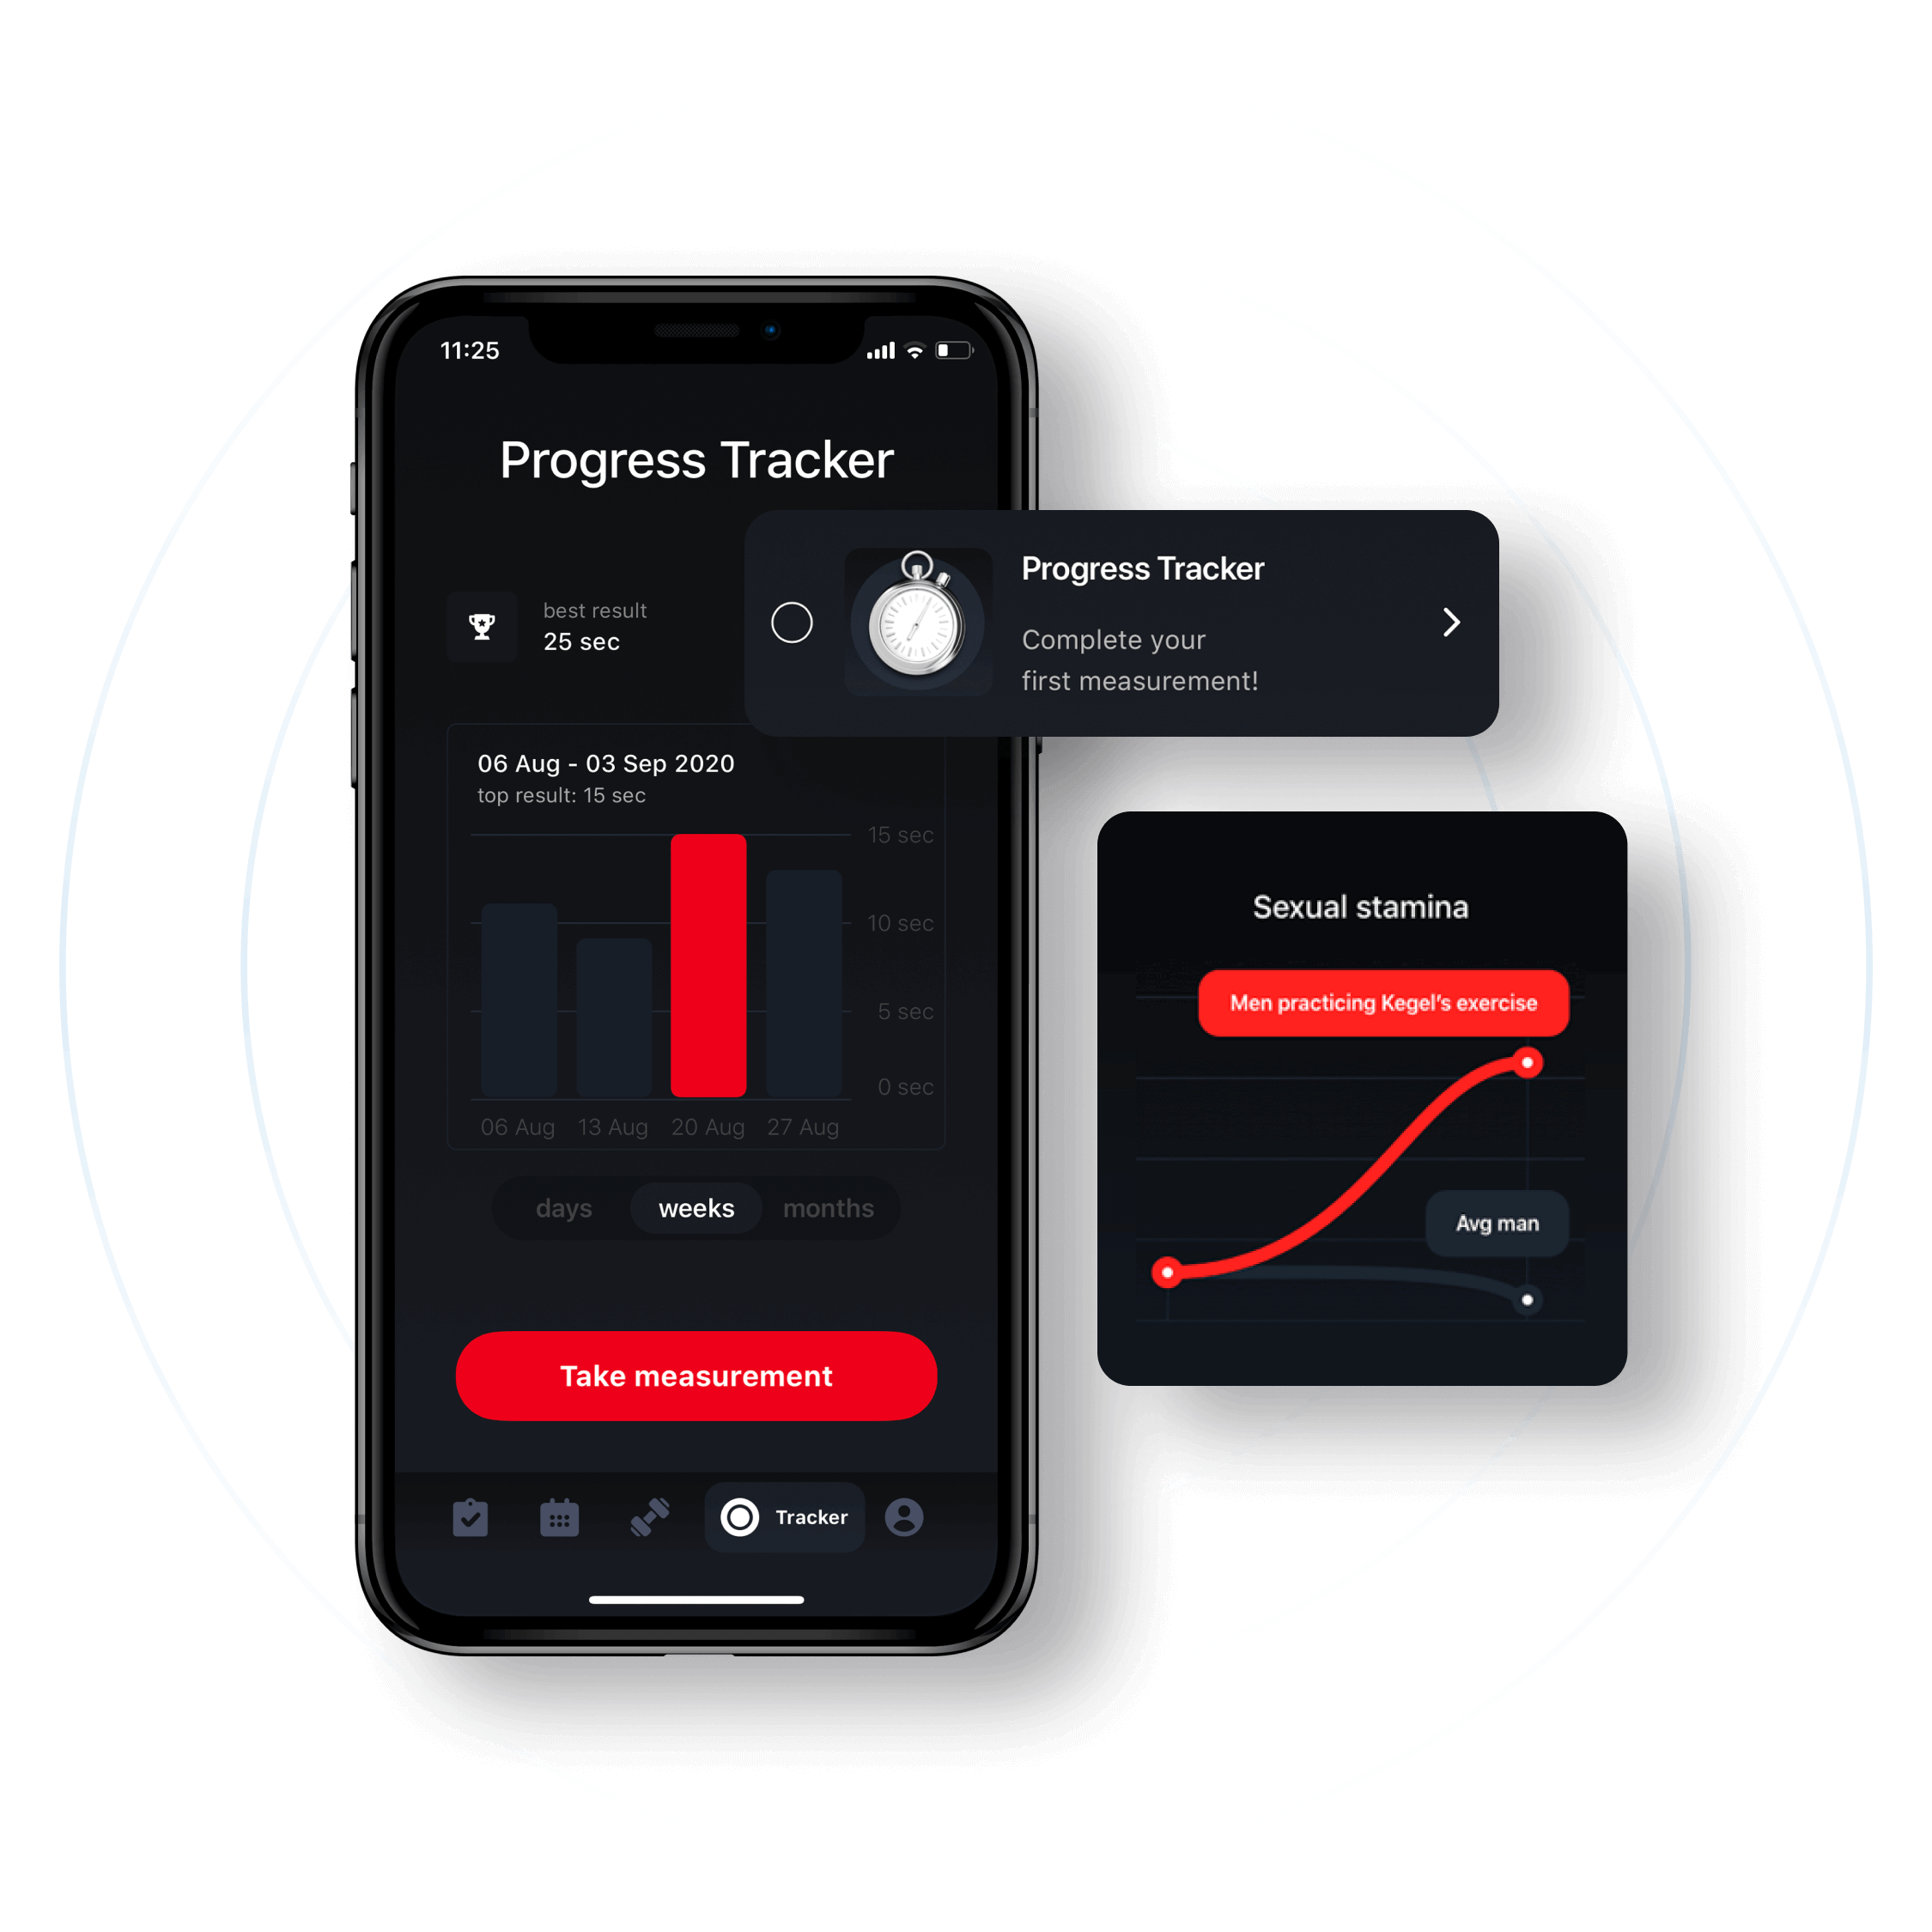 11:25
Progress Tracker
best result
25 sec
Progress Tracker
Complete your
first measurement!
06 Aug - 03 Sep 2020
top result: 15 sec
15 sec
10 sec
5 sec
0 sec
06 Aug 13 Aug 20 Aug 27 Aug
days weeks months
Take measurement
Tracker
Sexual stamina
Men practicing Kegel's exercise
Avg man